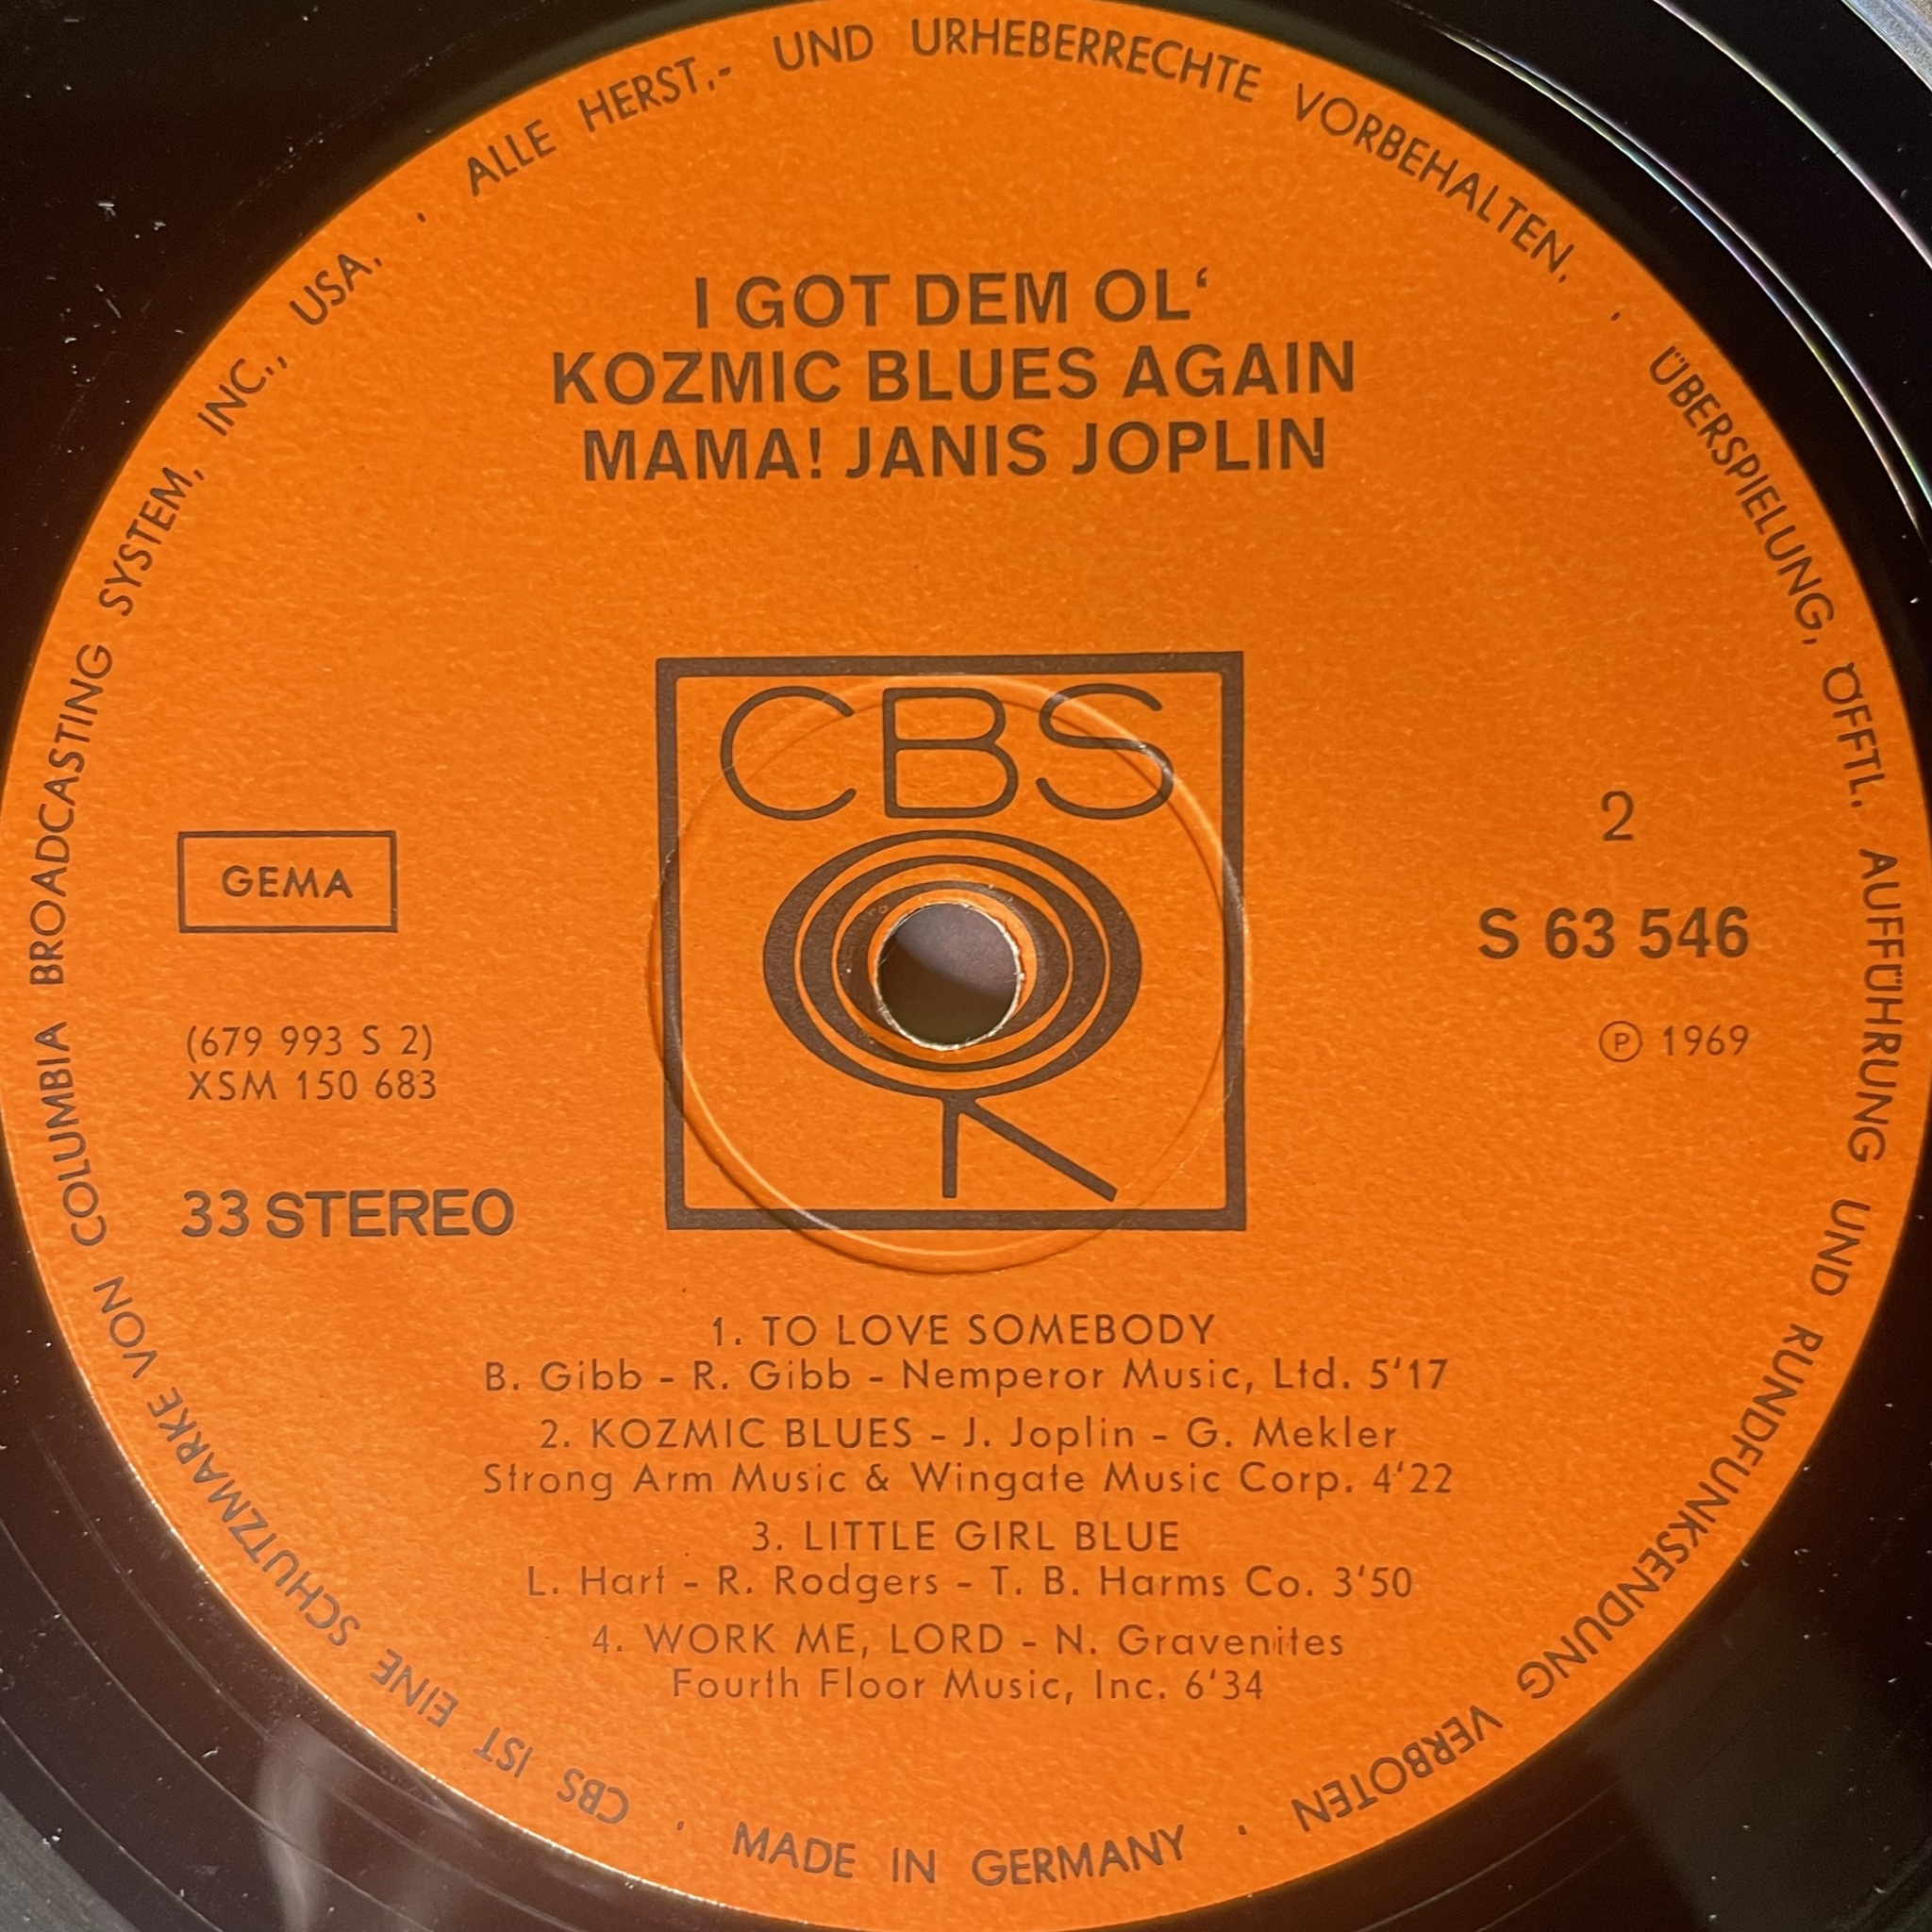 CBS IST EINE SCHUTZMARKE VON COLUMBIA BROADCASTING SYSTEM, INC., USA. · ALLE HERST,- UND URHEBERRECHTE VORBEHALTEN. · ÜBERSPIELUNG, ÖFFTL. AUFFÜHRUNG UND RUNDFUNKSENDUNG VERBOTEN · MADE IN GERMANY ·
I GOT DEM OL‘
KOZMIC BLUES AGAIN
MAMA! JANIS JOPLIN
CBS
GEMA
(679 993 S 2)
XSM 150 683
33 STEREO
2
S 63 546
Ⓟ 1969
1. TO LOVE SOMEBODY
B. Gibb - R. Gibb - Nemperor Music, Ltd. 5‘17
2. KOZMIC BLUES - J. Joplin - G. Mekler
Strong Arm Music & Wingate Music Corp. 4‘22
3. LITTLE GIRL BLUE
L. Hart - R. Rodgers - T. B. Harms Co. 3‘50
4. WORK ME, LORD - N. Gravenites
Fourth Floor Music, Inc. 6‘34